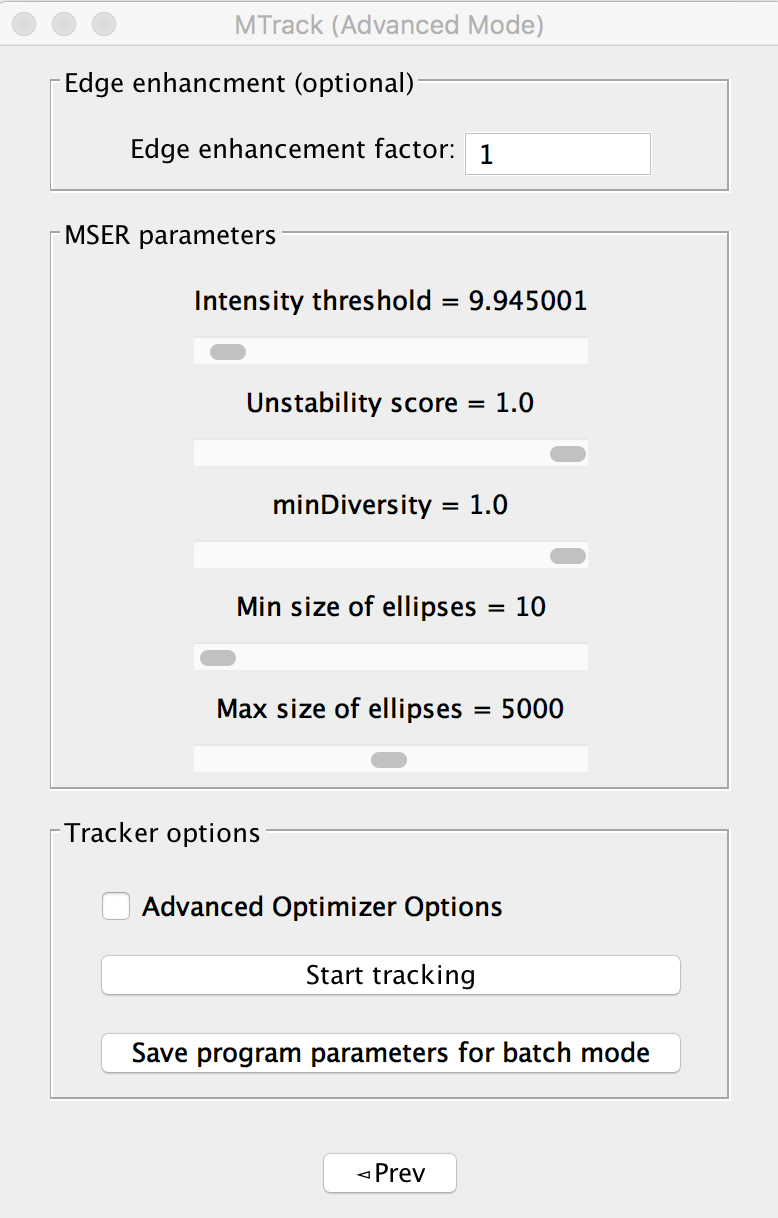 MTrack (Advanced Mode)
Edge enhancment (optional)
Edge enhancement factor: 1
MSER parameters
Intensity threshold = 9.945001
Unstability score = 1.0
minDiversity = 1.0
Min size of ellipses = 10
Max size of ellipses = 5000
Tracker options
Advanced Optimizer Options
Start tracking
Save program parameters for batch mode
◅ Prev